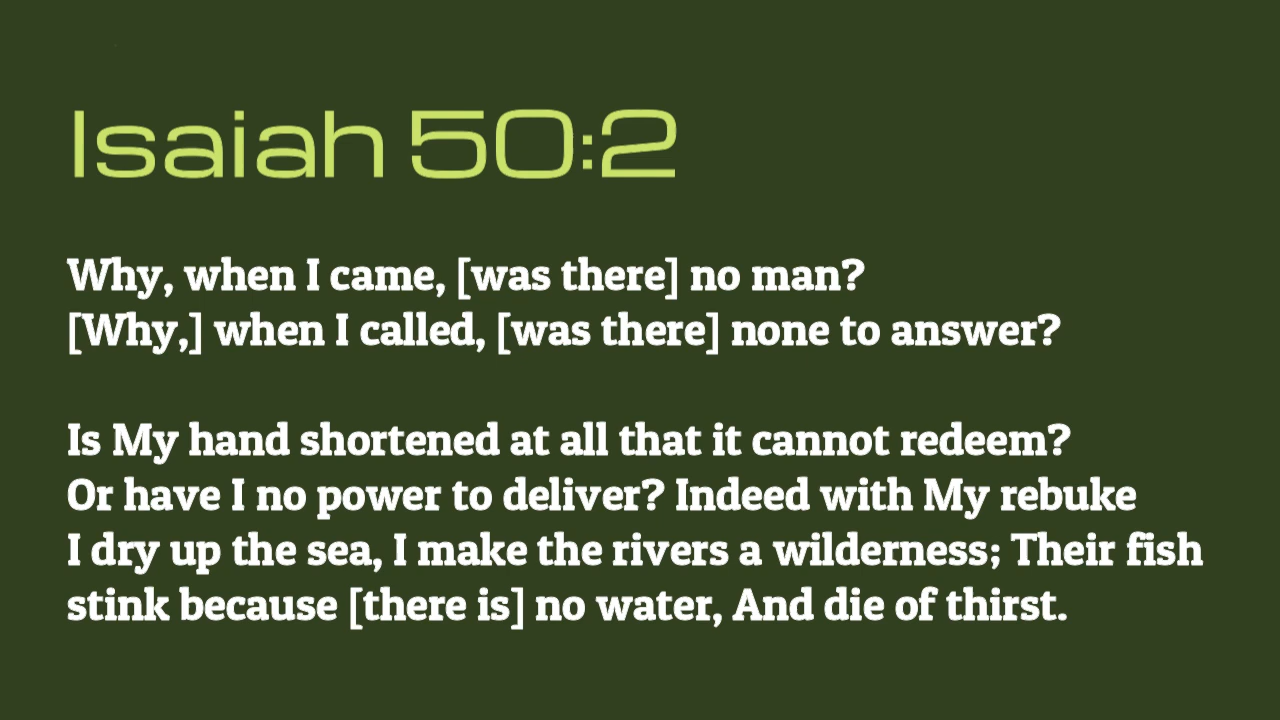 Isaiah 50:2
Why, when I came, [was there] no man?
[Why,] when I called, [was there] none to answer?
Is My hand shortened at all that it cannot redeem?
Or have I no power to deliver? Indeed with My rebuke
I dry up the sea, I make the rivers a wilderness; Their fish
stink because [there is] no water, And die of thirst.